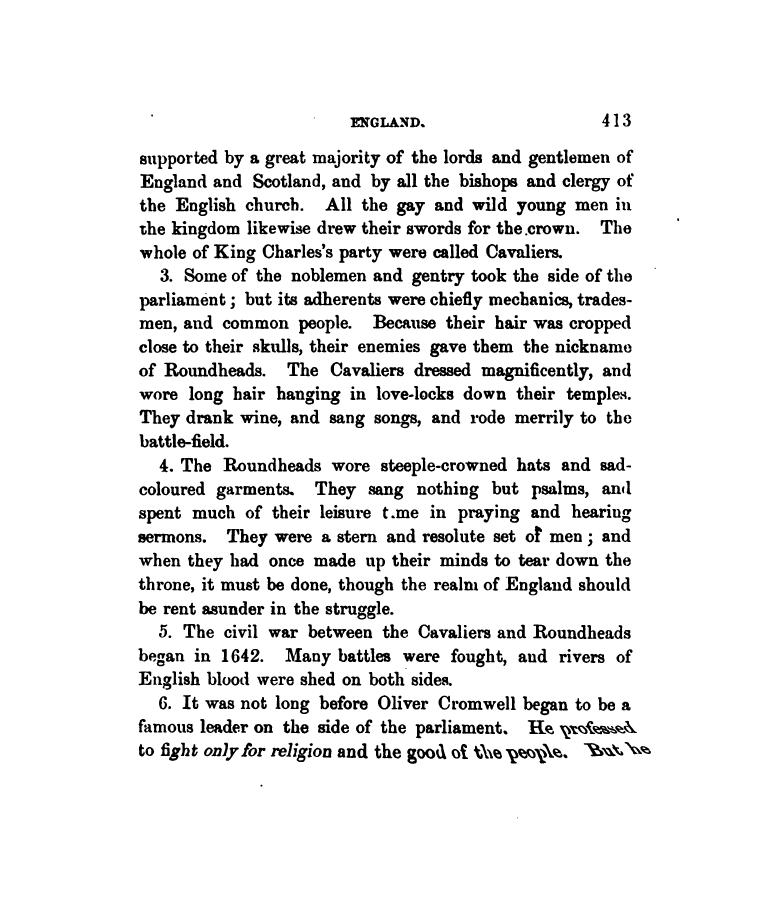 ENGLAND. 413
supported by a great majority of the lords and gentlemen of
England and Scotland, and by all the bishops and clergy of
the English church. All the gay and wild young men in
the kingdom likewise drew their swords for the crown. The
whole of King Charles's party were called Cavaliers.
3. Some of the noblemen and gentry took the side of the
parliament; but its adherents were chiefly mechanics, trades-
men, and common people. Because their hair was cropped
close to their skulls, their enemies gave them the nickname
of Roundheads. The Cavaliers dressed magnificently, and
wore long hair hanging in love-locks down their temples.
They drank wine, and sang songs, and rode merrily to the
battle-field.
4. The Roundheads wore steeple-crowned hats and sad-
coloured garments. They sang nothing but psalms, and
spent much of their leisure t.me in praying and hearing
sermons. They were a stern and resolute set of men; and
when they had once made up their minds to tear down the
throne, it must be done, though the realm of England should
be rent asunder in the struggle.
5. The civil war between the Cavaliers and Roundheads
began in 1642. Many battles were fought, and rivers of
English blood were shed on both sides.
6. It was not long before Oliver Cromwell began to be a
famous leader on the side of the parliament. He professed
to fight only for religion and the good of the people. But he